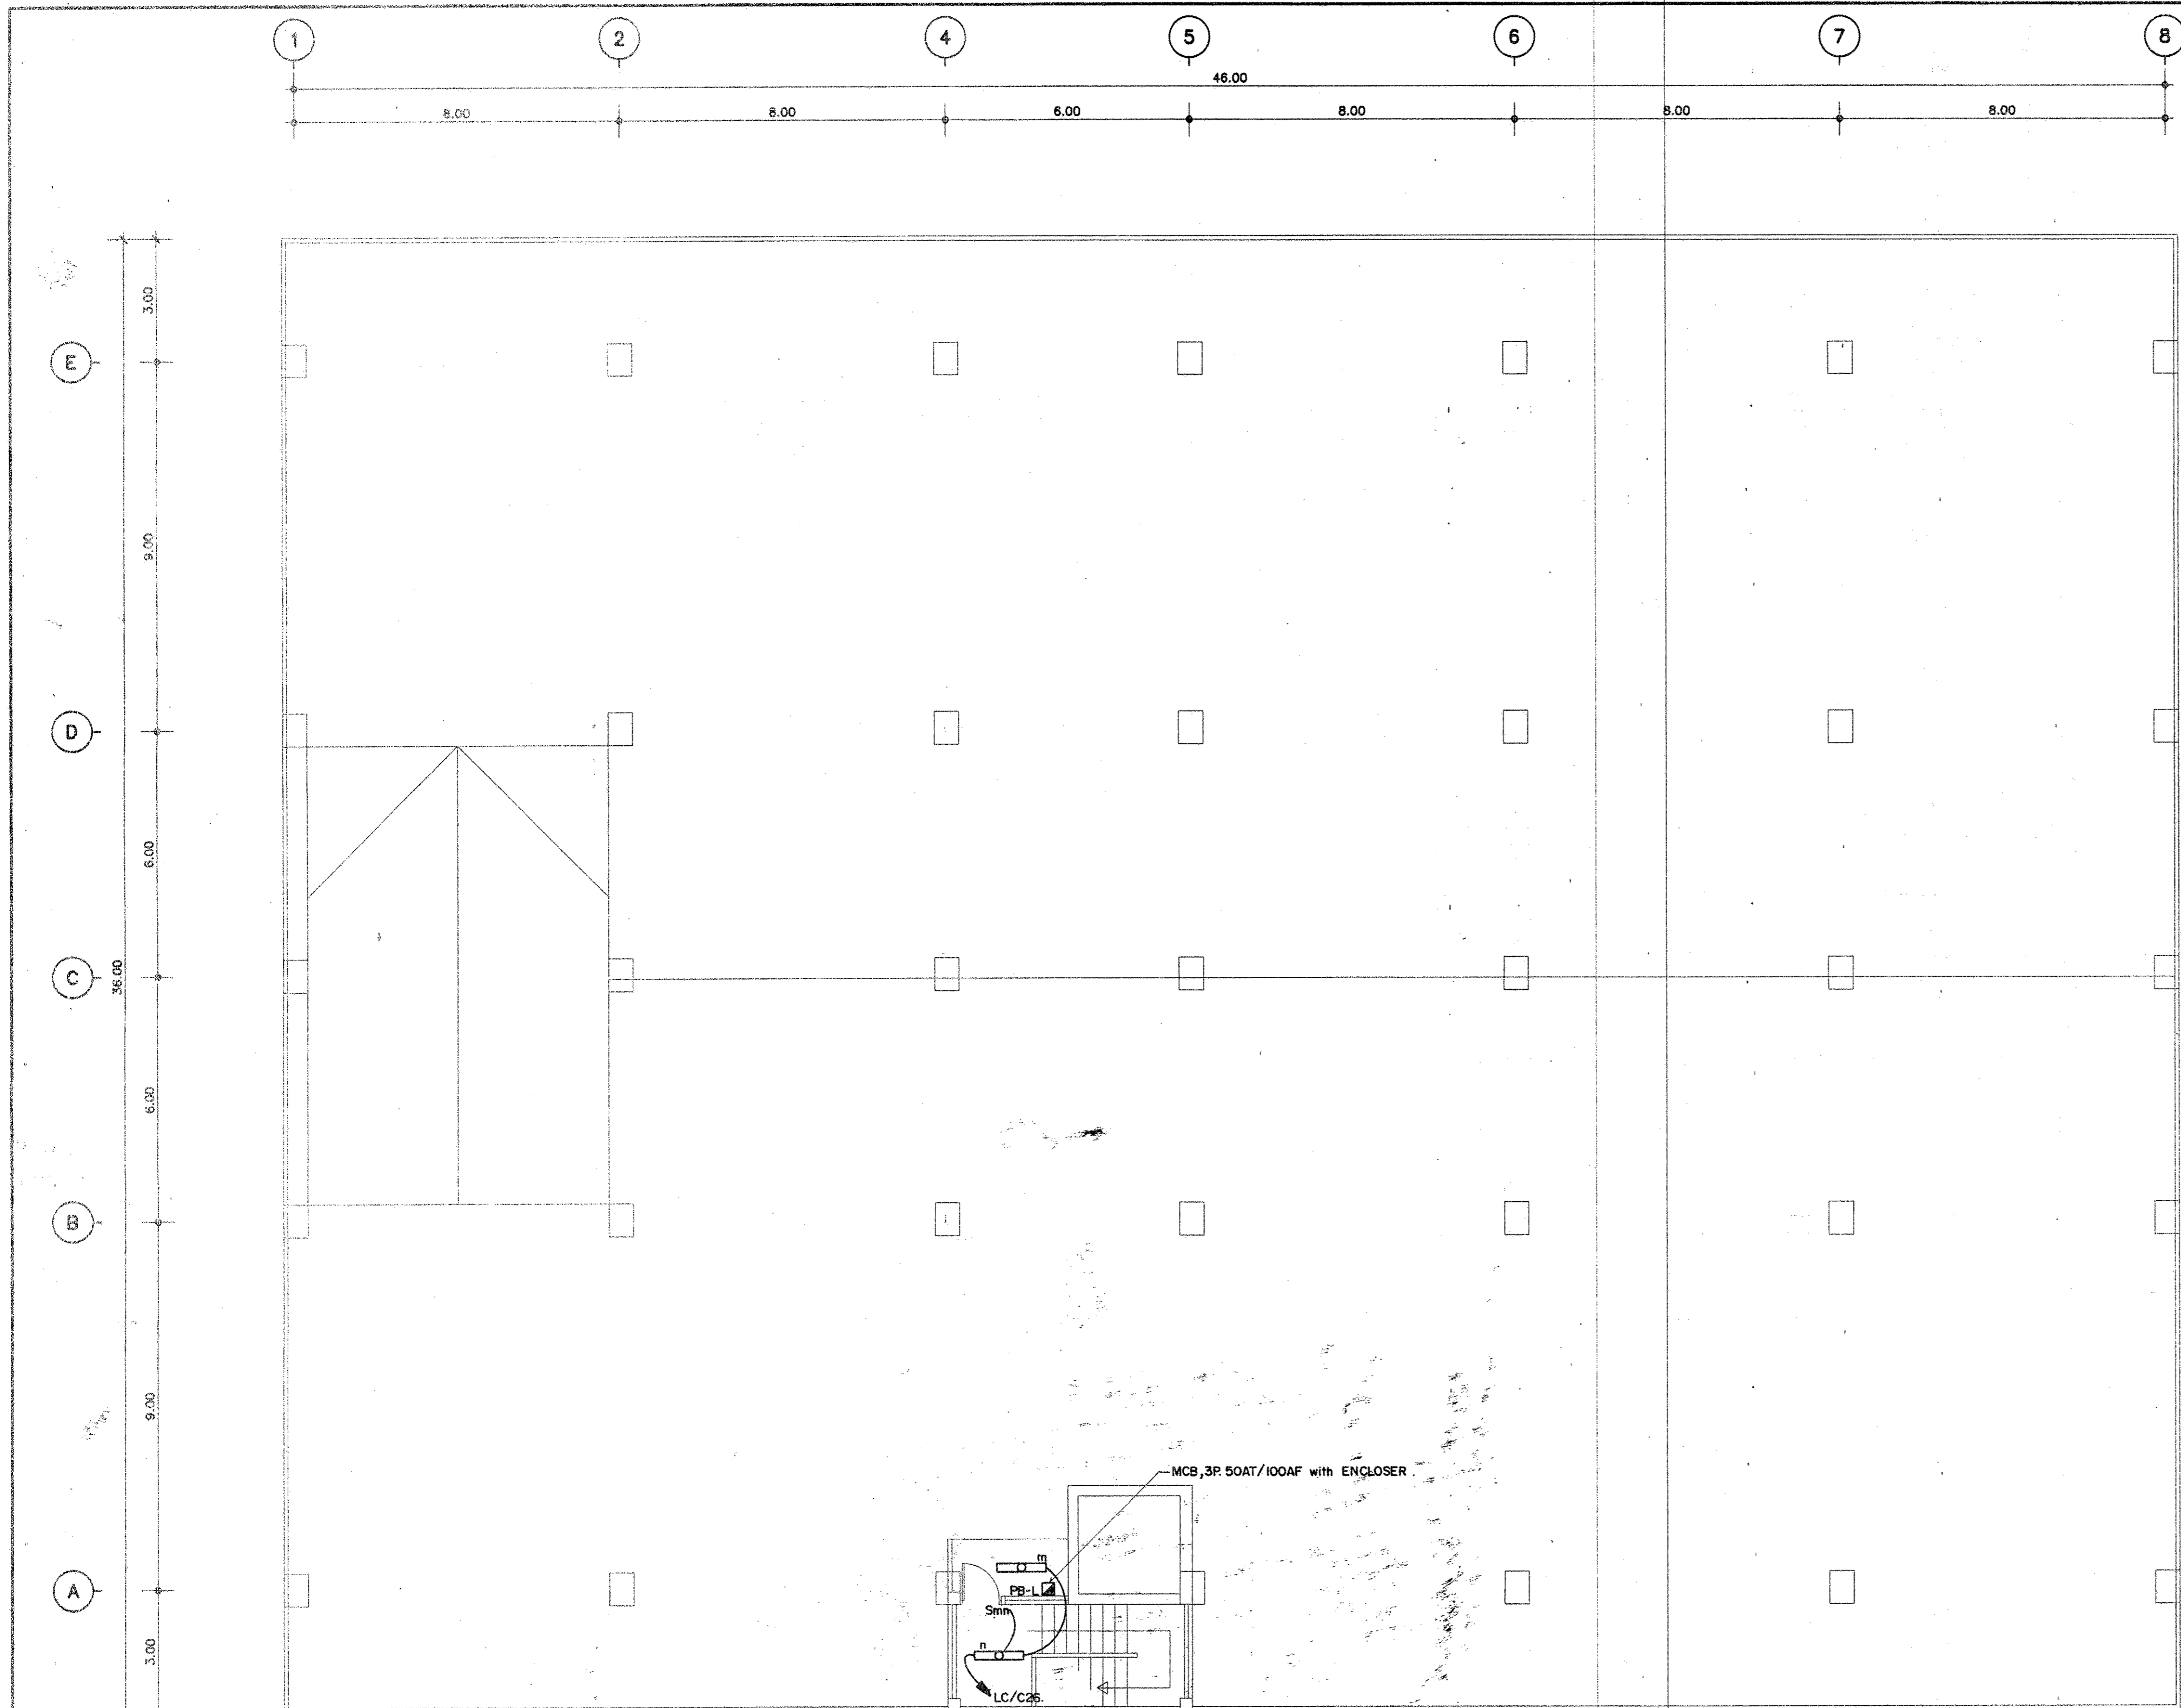 1 2 4 5 6 7 8
46.00
8.00 8.00 6.00 8.00 8.00 8.00
3.00
E
9.00
D
6.00
C
36.00
6.00
B
9.00
MCB,3P. 50AT/100AF with ENCLOSER
m
A
PB-L
Smn
n
3.00
LC/C26.